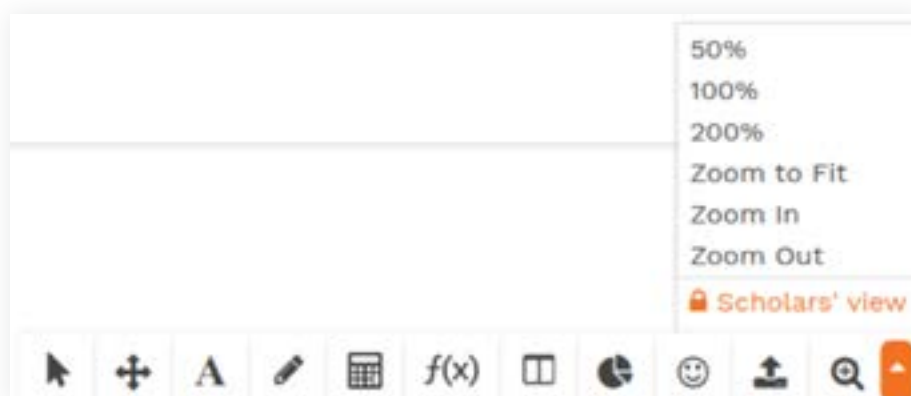 50%
100%
200%
Zoom to Fit
Zoom In
Zoom Out
Scholars' view
A f(x)